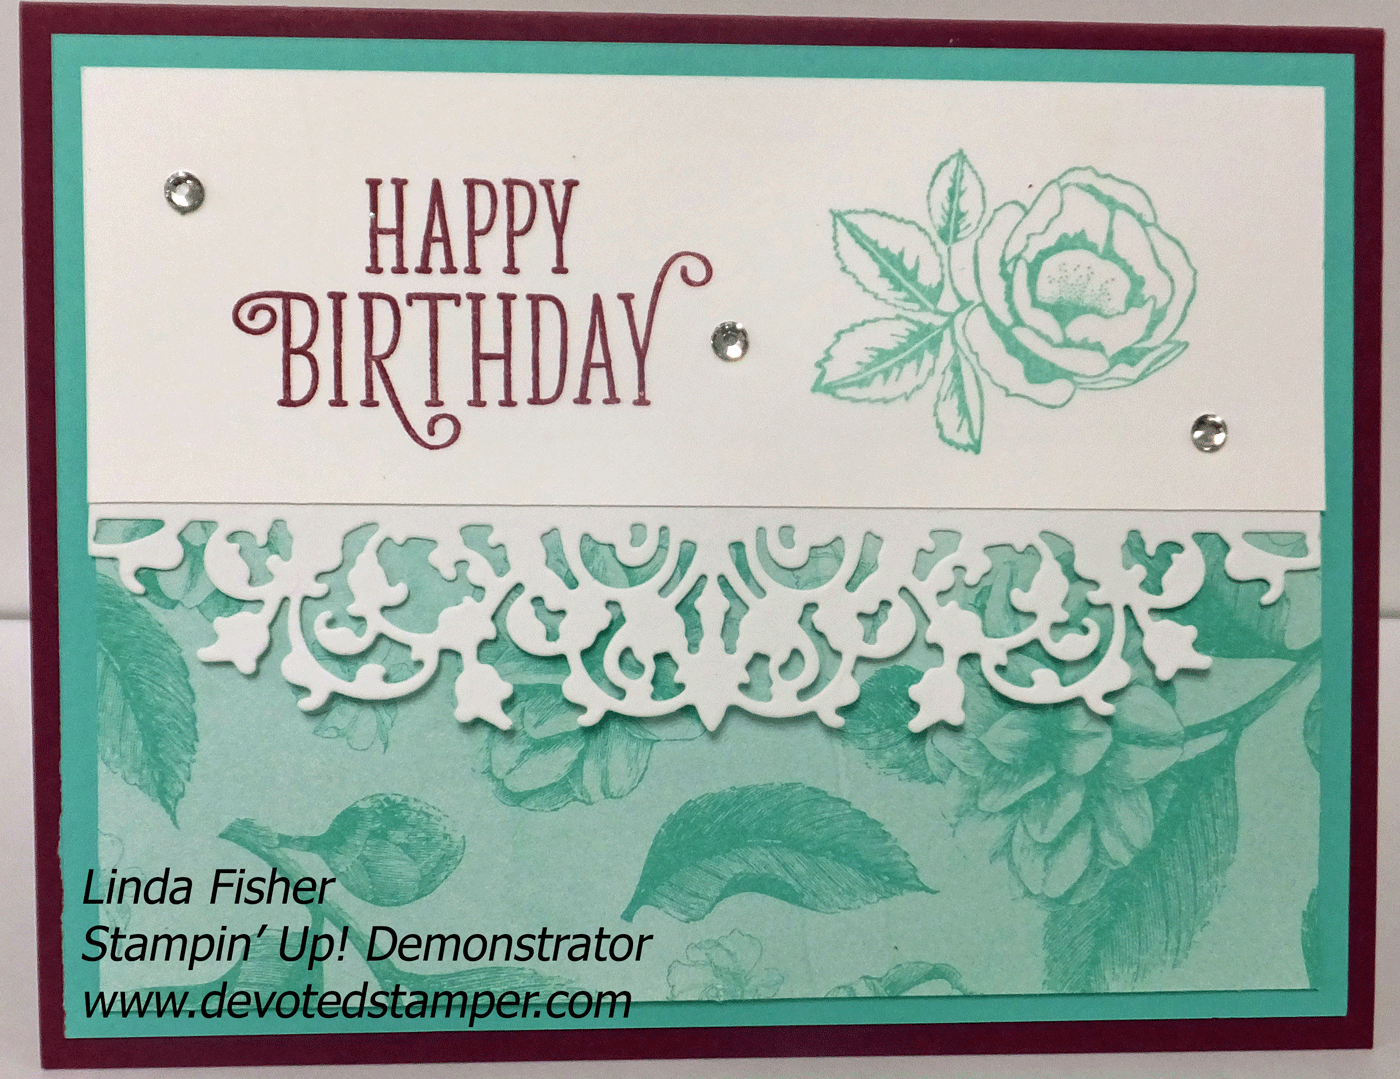 HAPPY
BIRTHDAY
Linda Fisher
Stampin’ Up! Demonstrator
www.devotedstamper.com